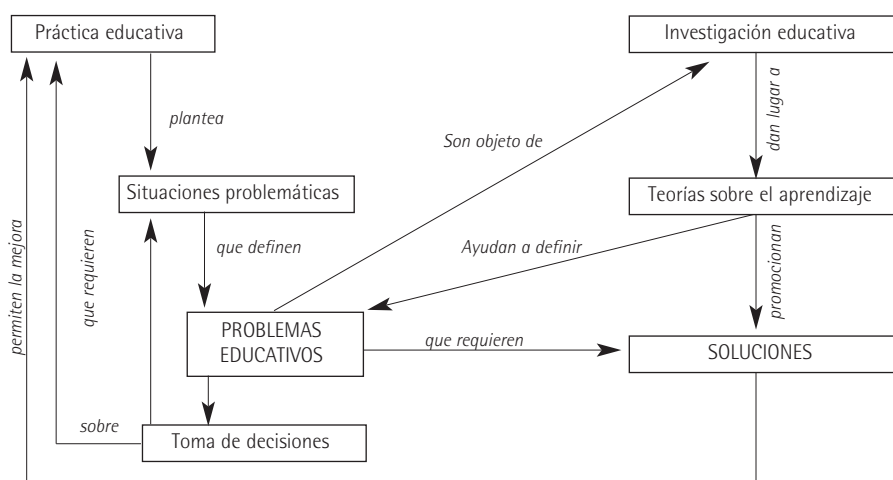 Práctica educativa
Investigación educativa
plantea
Son objeto de
dan lugar a
Situaciones problemáticas
Teorías sobre el aprendizaje
permiten la mejora
que requieren
que definen
Ayudan a definir
promocionan
PROBLEMAS
EDUCATIVOS
que requieren
SOLUCIONES
sobre
Toma de decisiones